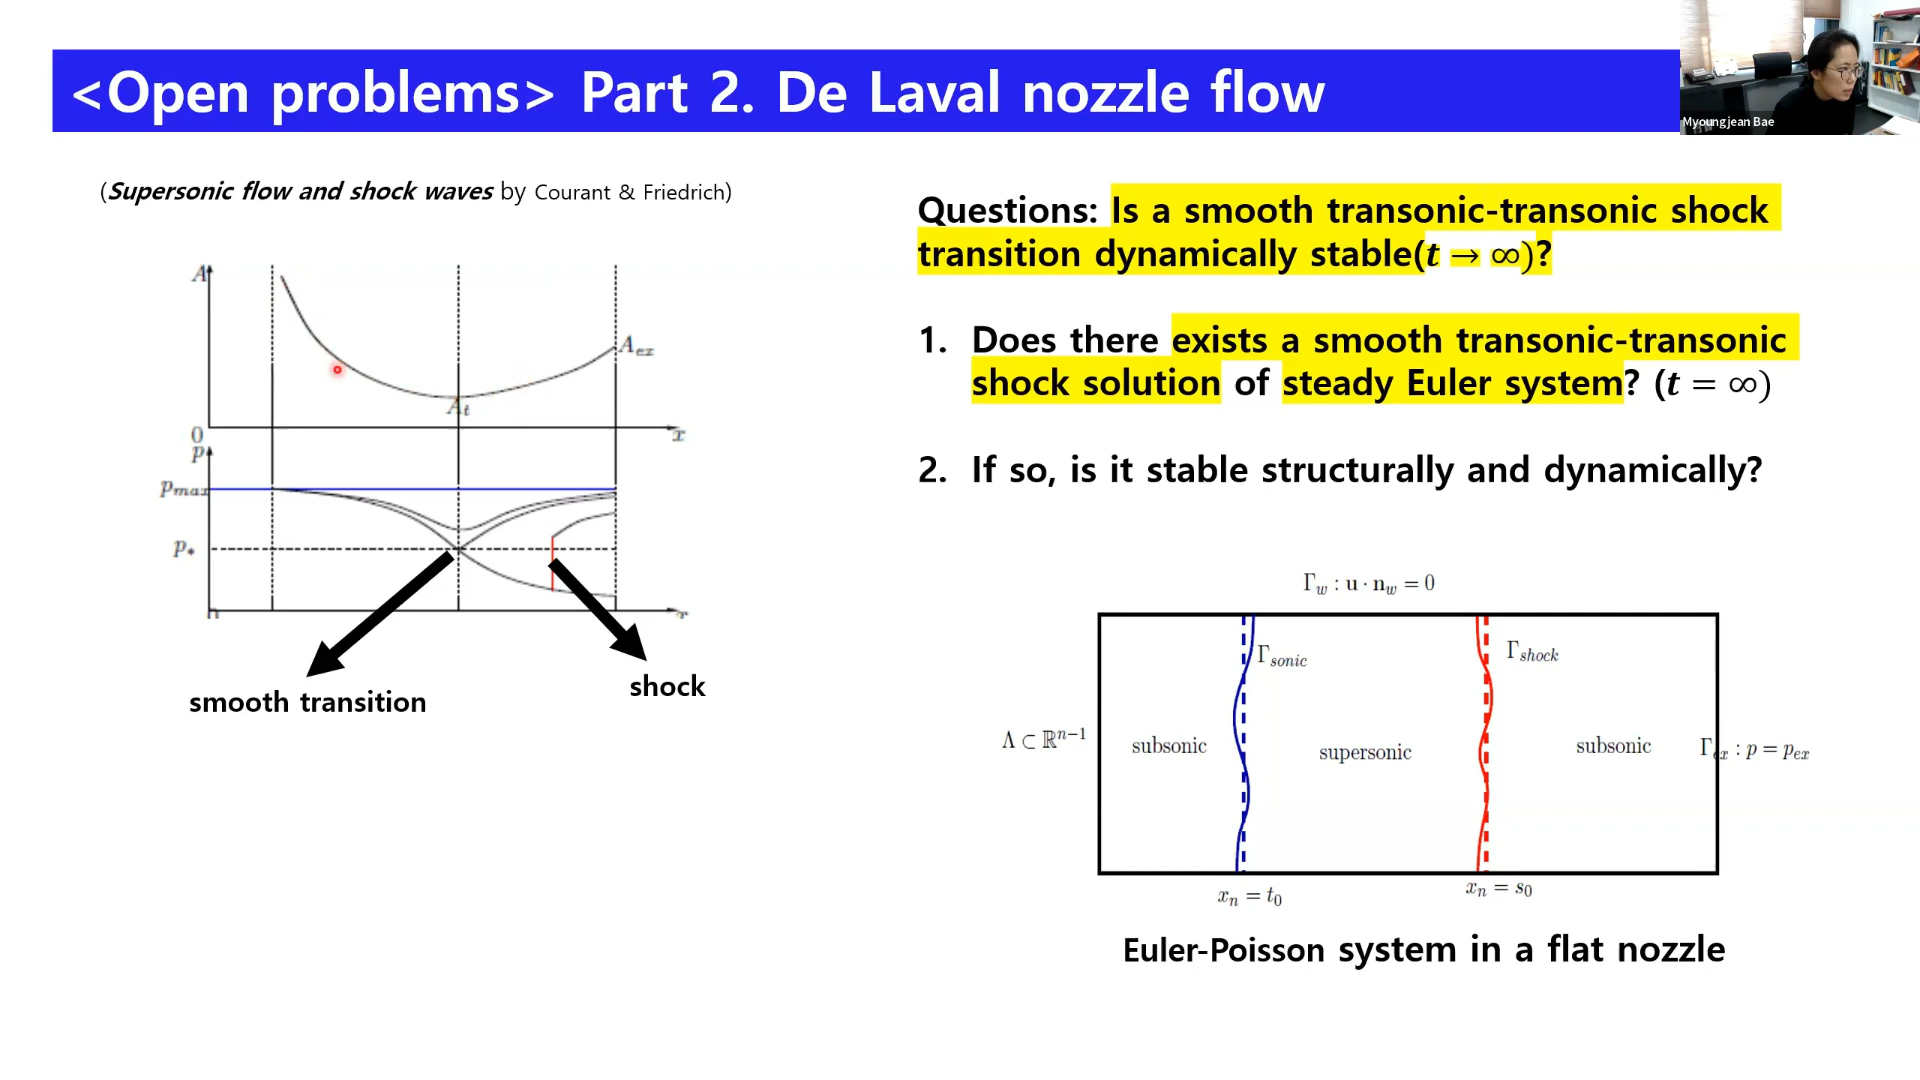 <Open problems> Part 2. De Laval nozzle flow
Myoungjean Bae
(Supersonic flow and shock waves by Courant & Friedrich)
Questions: Is a smooth transonic-transonic shock
transition dynamically stable(t → ∞)?
1. Does there exists a smooth transonic-transonic
shock solution of steady Euler system? (t = ∞)
2. If so, is it stable structurally and dynamically?
A
A_ex
A_t
0
x
p
p_max
p_*
smooth transition
shock
Γ_w : u · n_w = 0
Γ_sonic
Γ_shock
Λ ⊂ ℝ^{n−1}
subsonic
supersonic
subsonic
Γ_ex : p = p_ex
x_n = t_0
x_n = s_0
Euler-Poisson system in a flat nozzle